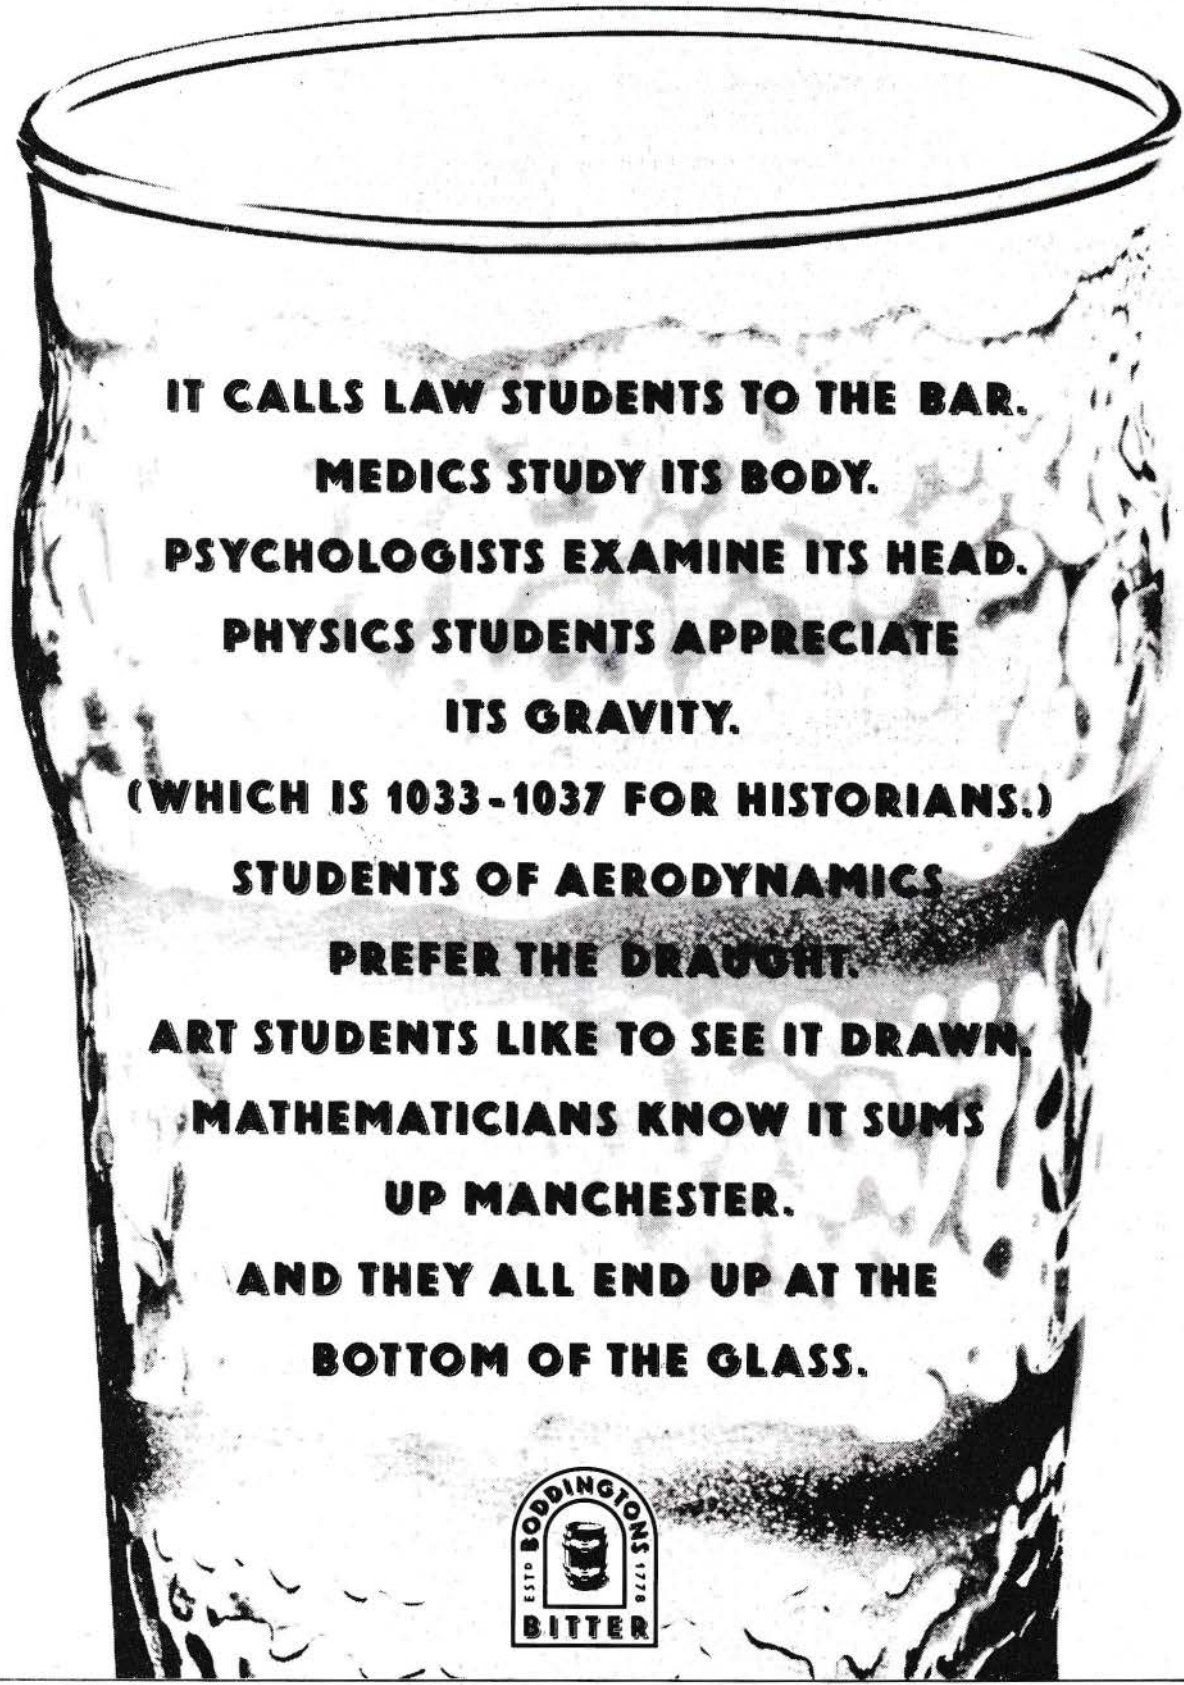 IT CALLS LAW STUDENTS TO THE BAR.
MEDICS STUDY ITS BODY.
PSYCHOLOGISTS EXAMINE ITS HEAD.
PHYSICS STUDENTS APPRECIATE
ITS GRAVITY.
(WHICH IS 1033-1037 FOR HISTORIANS.)
STUDENTS OF AERODYNAMICS
PREFER THE DRAUGHT.
ART STUDENTS LIKE TO SEE IT DRAWN.
MATHEMATICIANS KNOW IT SUMS
UP MANCHESTER.
AND THEY ALL END UP AT THE
BOTTOM OF THE GLASS.
BODDINGTONS
ESTD 1778
BITTER